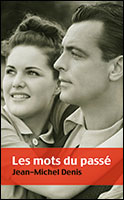 Les mots du passé
Jean-Michel Denis